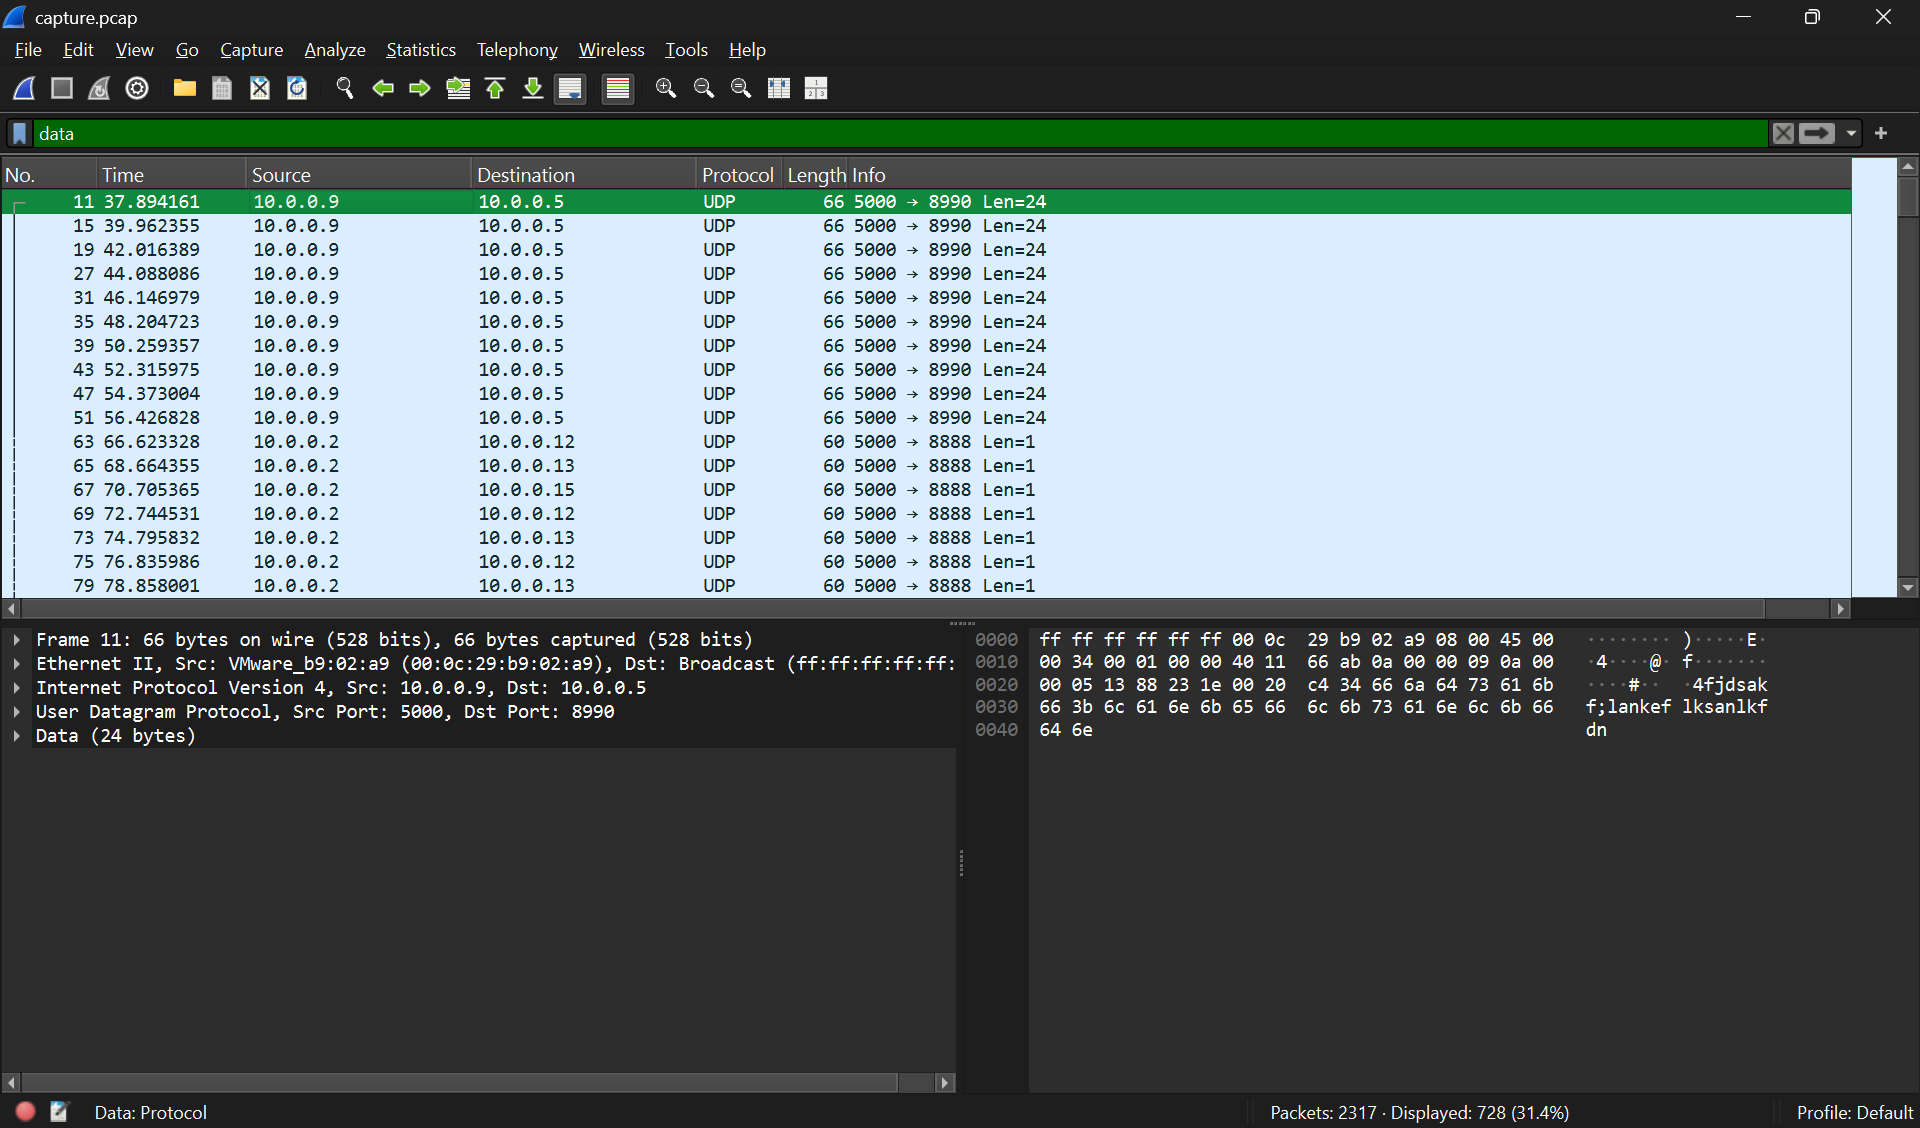 capture.pcap
File Edit View Go Capture Analyze Statistics Telephony Wireless Tools Help
data
No. Time Source Destination Protocol Length Info
11 37.894161 10.0.0.9 10.0.0.5 UDP 66 5000 → 8990 Len=24
15 39.962355 10.0.0.9 10.0.0.5 UDP 66 5000 → 8990 Len=24
19 42.016389 10.0.0.9 10.0.0.5 UDP 66 5000 → 8990 Len=24
27 44.088086 10.0.0.9 10.0.0.5 UDP 66 5000 → 8990 Len=24
31 46.146979 10.0.0.9 10.0.0.5 UDP 66 5000 → 8990 Len=24
35 48.204723 10.0.0.9 10.0.0.5 UDP 66 5000 → 8990 Len=24
39 50.259357 10.0.0.9 10.0.0.5 UDP 66 5000 → 8990 Len=24
43 52.315975 10.0.0.9 10.0.0.5 UDP 66 5000 → 8990 Len=24
47 54.373004 10.0.0.9 10.0.0.5 UDP 66 5000 → 8990 Len=24
51 56.426828 10.0.0.9 10.0.0.5 UDP 66 5000 → 8990 Len=24
63 66.623328 10.0.0.2 10.0.0.12 UDP 60 5000 → 8888 Len=1
65 68.664355 10.0.0.2 10.0.0.13 UDP 60 5000 → 8888 Len=1
67 70.705365 10.0.0.2 10.0.0.15 UDP 60 5000 → 8888 Len=1
69 72.744531 10.0.0.2 10.0.0.12 UDP 60 5000 → 8888 Len=1
73 74.795832 10.0.0.2 10.0.0.13 UDP 60 5000 → 8888 Len=1
75 76.835986 10.0.0.2 10.0.0.12 UDP 60 5000 → 8888 Len=1
79 78.858001 10.0.0.2 10.0.0.13 UDP 60 5000 → 8888 Len=1
Frame 11: 66 bytes on wire (528 bits), 66 bytes captured (528 bits)
Ethernet II, Src: VMware_b9:02:a9 (00:0c:29:b9:02:a9), Dst: Broadcast (ff:ff:ff:ff:ff:
Internet Protocol Version 4, Src: 10.0.0.9, Dst: 10.0.0.5
User Datagram Protocol, Src Port: 5000, Dst Port: 8990
Data (24 bytes)
0000 ff ff ff ff ff ff 00 0c 29 b9 02 a9 08 00 45 00 ········ )·····E·
0010 00 34 00 01 00 00 40 11 66 ab 0a 00 00 09 0a 00 ·4····@· f·······
0020 00 05 13 88 23 1e 00 20 c4 34 66 6a 64 73 61 6b ····#·· ·4fjdsak
0030 66 3b 6c 61 6e 6b 65 66 6c 6b 73 61 6e 6c 6b 66 f;lankef lksanlkf
0040 64 6e dn
Data: Protocol
Packets: 2317 · Displayed: 728 (31.4%)
Profile: Default